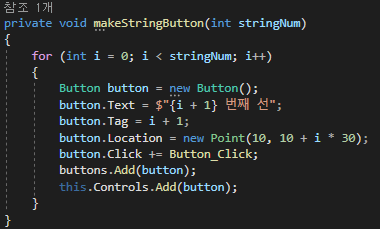 참조 1개
private void makeStringButton(int stringNum)
{
    for (int i = 0; i < stringNum; i++)
    {
        Button button = new Button();
        button.Text = $"{i + 1} 번째 선";
        button.Tag = i + 1;
        button.Location = new Point(10, 10 + i * 30);
        button.Click += Button_Click;
        buttons.Add(button);
        this.Controls.Add(button);
    }
}